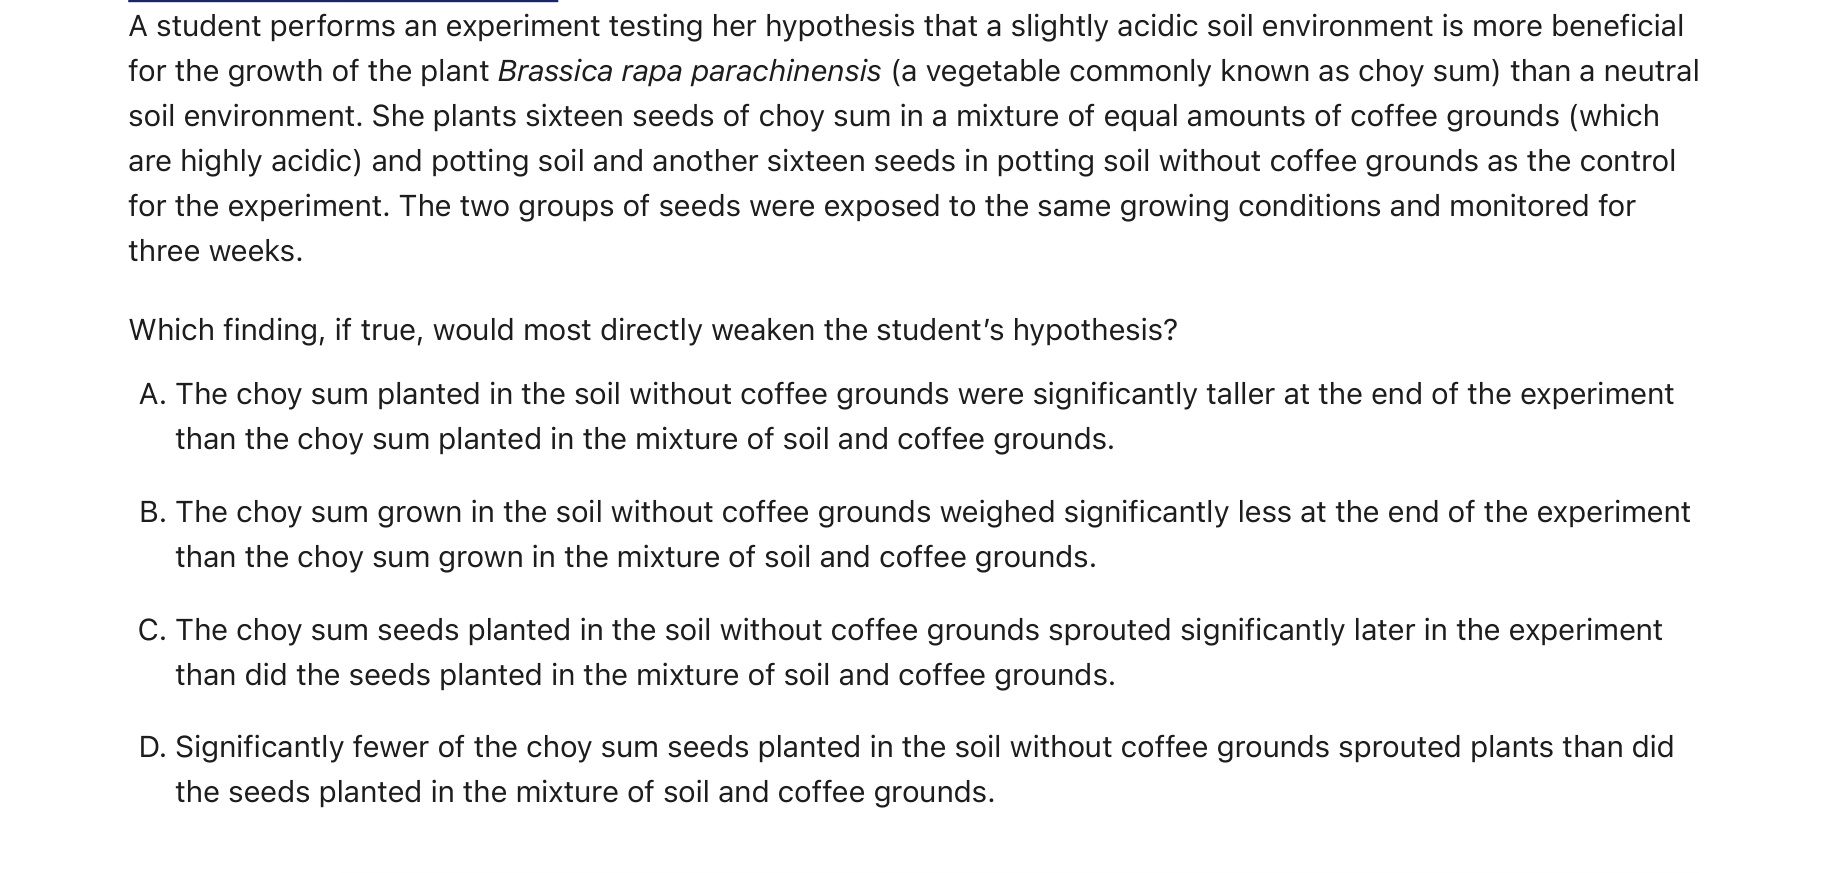 A student performs an experiment testing her hypothesis that a slightly acidic soil environment is more beneficial
for the growth of the plant Brassica rapa parachinensis (a vegetable commonly known as choy sum) than a neutral
soil environment. She plants sixteen seeds of choy sum in a mixture of equal amounts of coffee grounds (which
are highly acidic) and potting soil and another sixteen seeds in potting soil without coffee grounds as the control
for the experiment. The two groups of seeds were exposed to the same growing conditions and monitored for
three weeks.
Which finding, if true, would most directly weaken the student’s hypothesis?
A. The choy sum planted in the soil without coffee grounds were significantly taller at the end of the experiment
than the choy sum planted in the mixture of soil and coffee grounds.
B. The choy sum grown in the soil without coffee grounds weighed significantly less at the end of the experiment
than the choy sum grown in the mixture of soil and coffee grounds.
C. The choy sum seeds planted in the soil without coffee grounds sprouted significantly later in the experiment
than did the seeds planted in the mixture of soil and coffee grounds.
D. Significantly fewer of the choy sum seeds planted in the soil without coffee grounds sprouted plants than did
the seeds planted in the mixture of soil and coffee grounds.